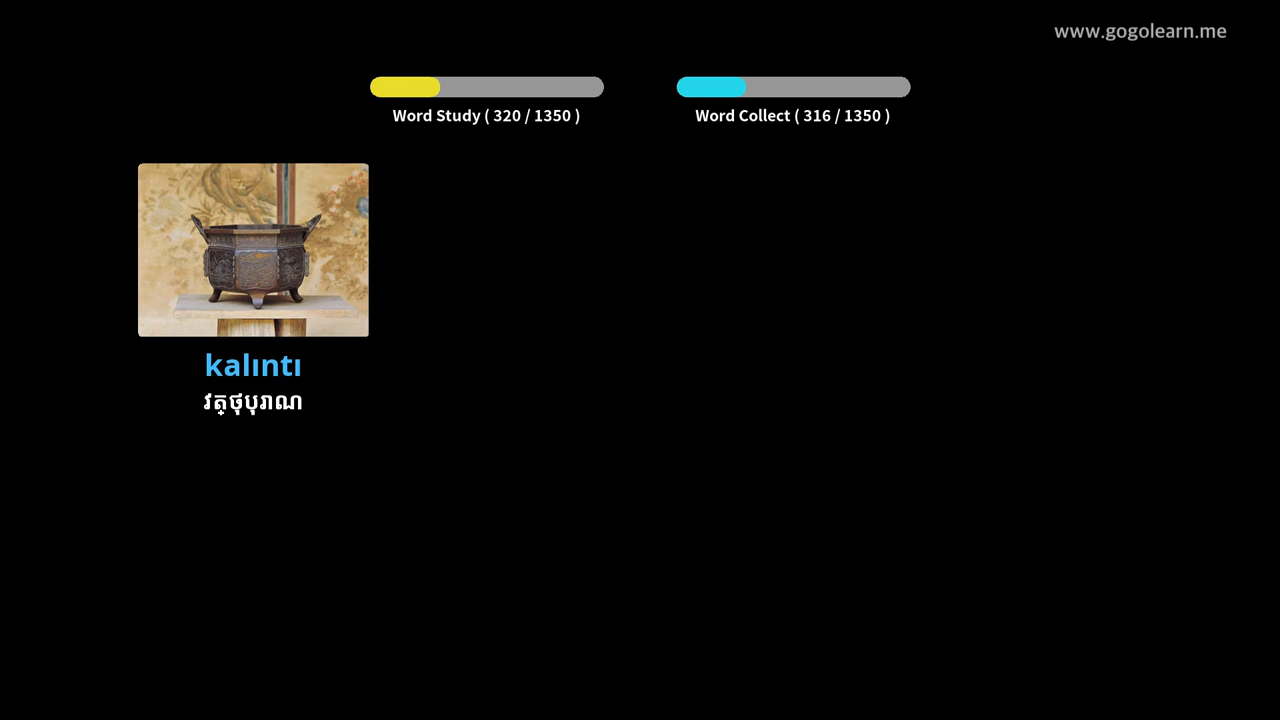 www.gogolearn.me
Word Study ( 320 / 1350 )
Word Collect ( 316 / 1350 )
kalıntı
វត្ថុបុរាណ